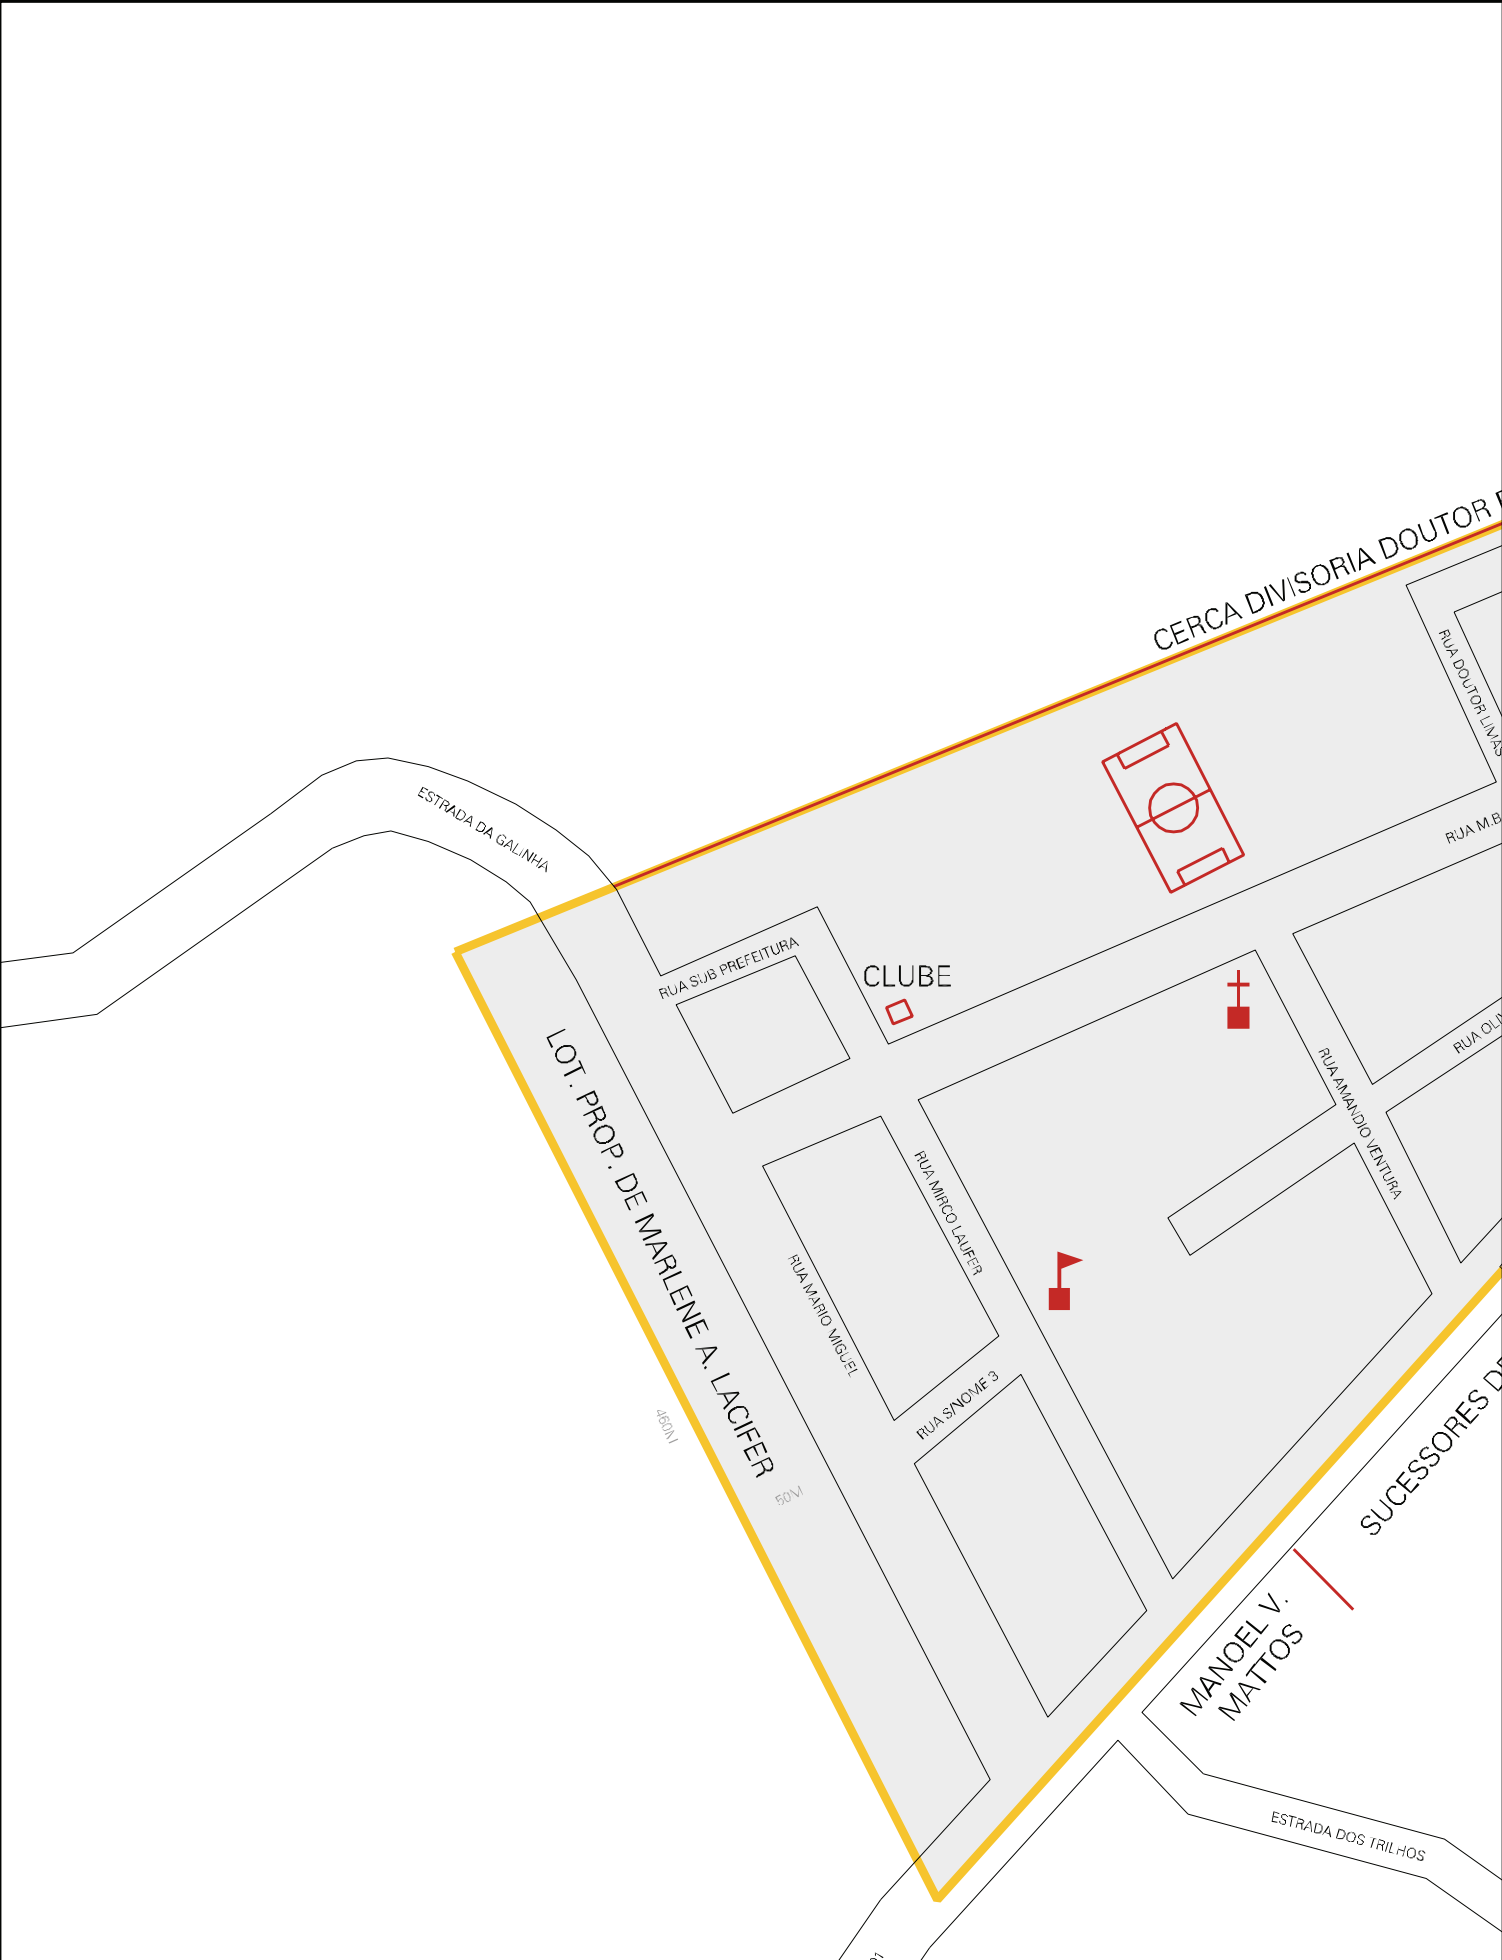 CERCA DIVISORIA DOUTOR
RUA DOUTOR LIMAS
ESTRADA DA GALINHA
RUA M.B
RUA SUB PREFEITURA
CLUBE
RUA OLIN
LOT. PROP. DE MARLENE A. LACIFER
RUA AMANDIO VENTURA
RUA MIRCO LAUFER
RUA MARIO MIGUEL
RUA S/NOME 3
460M
50M
SUCESSORES DE
MANOEL V.
MATTOS
ESTRADA DOS TRILHOS